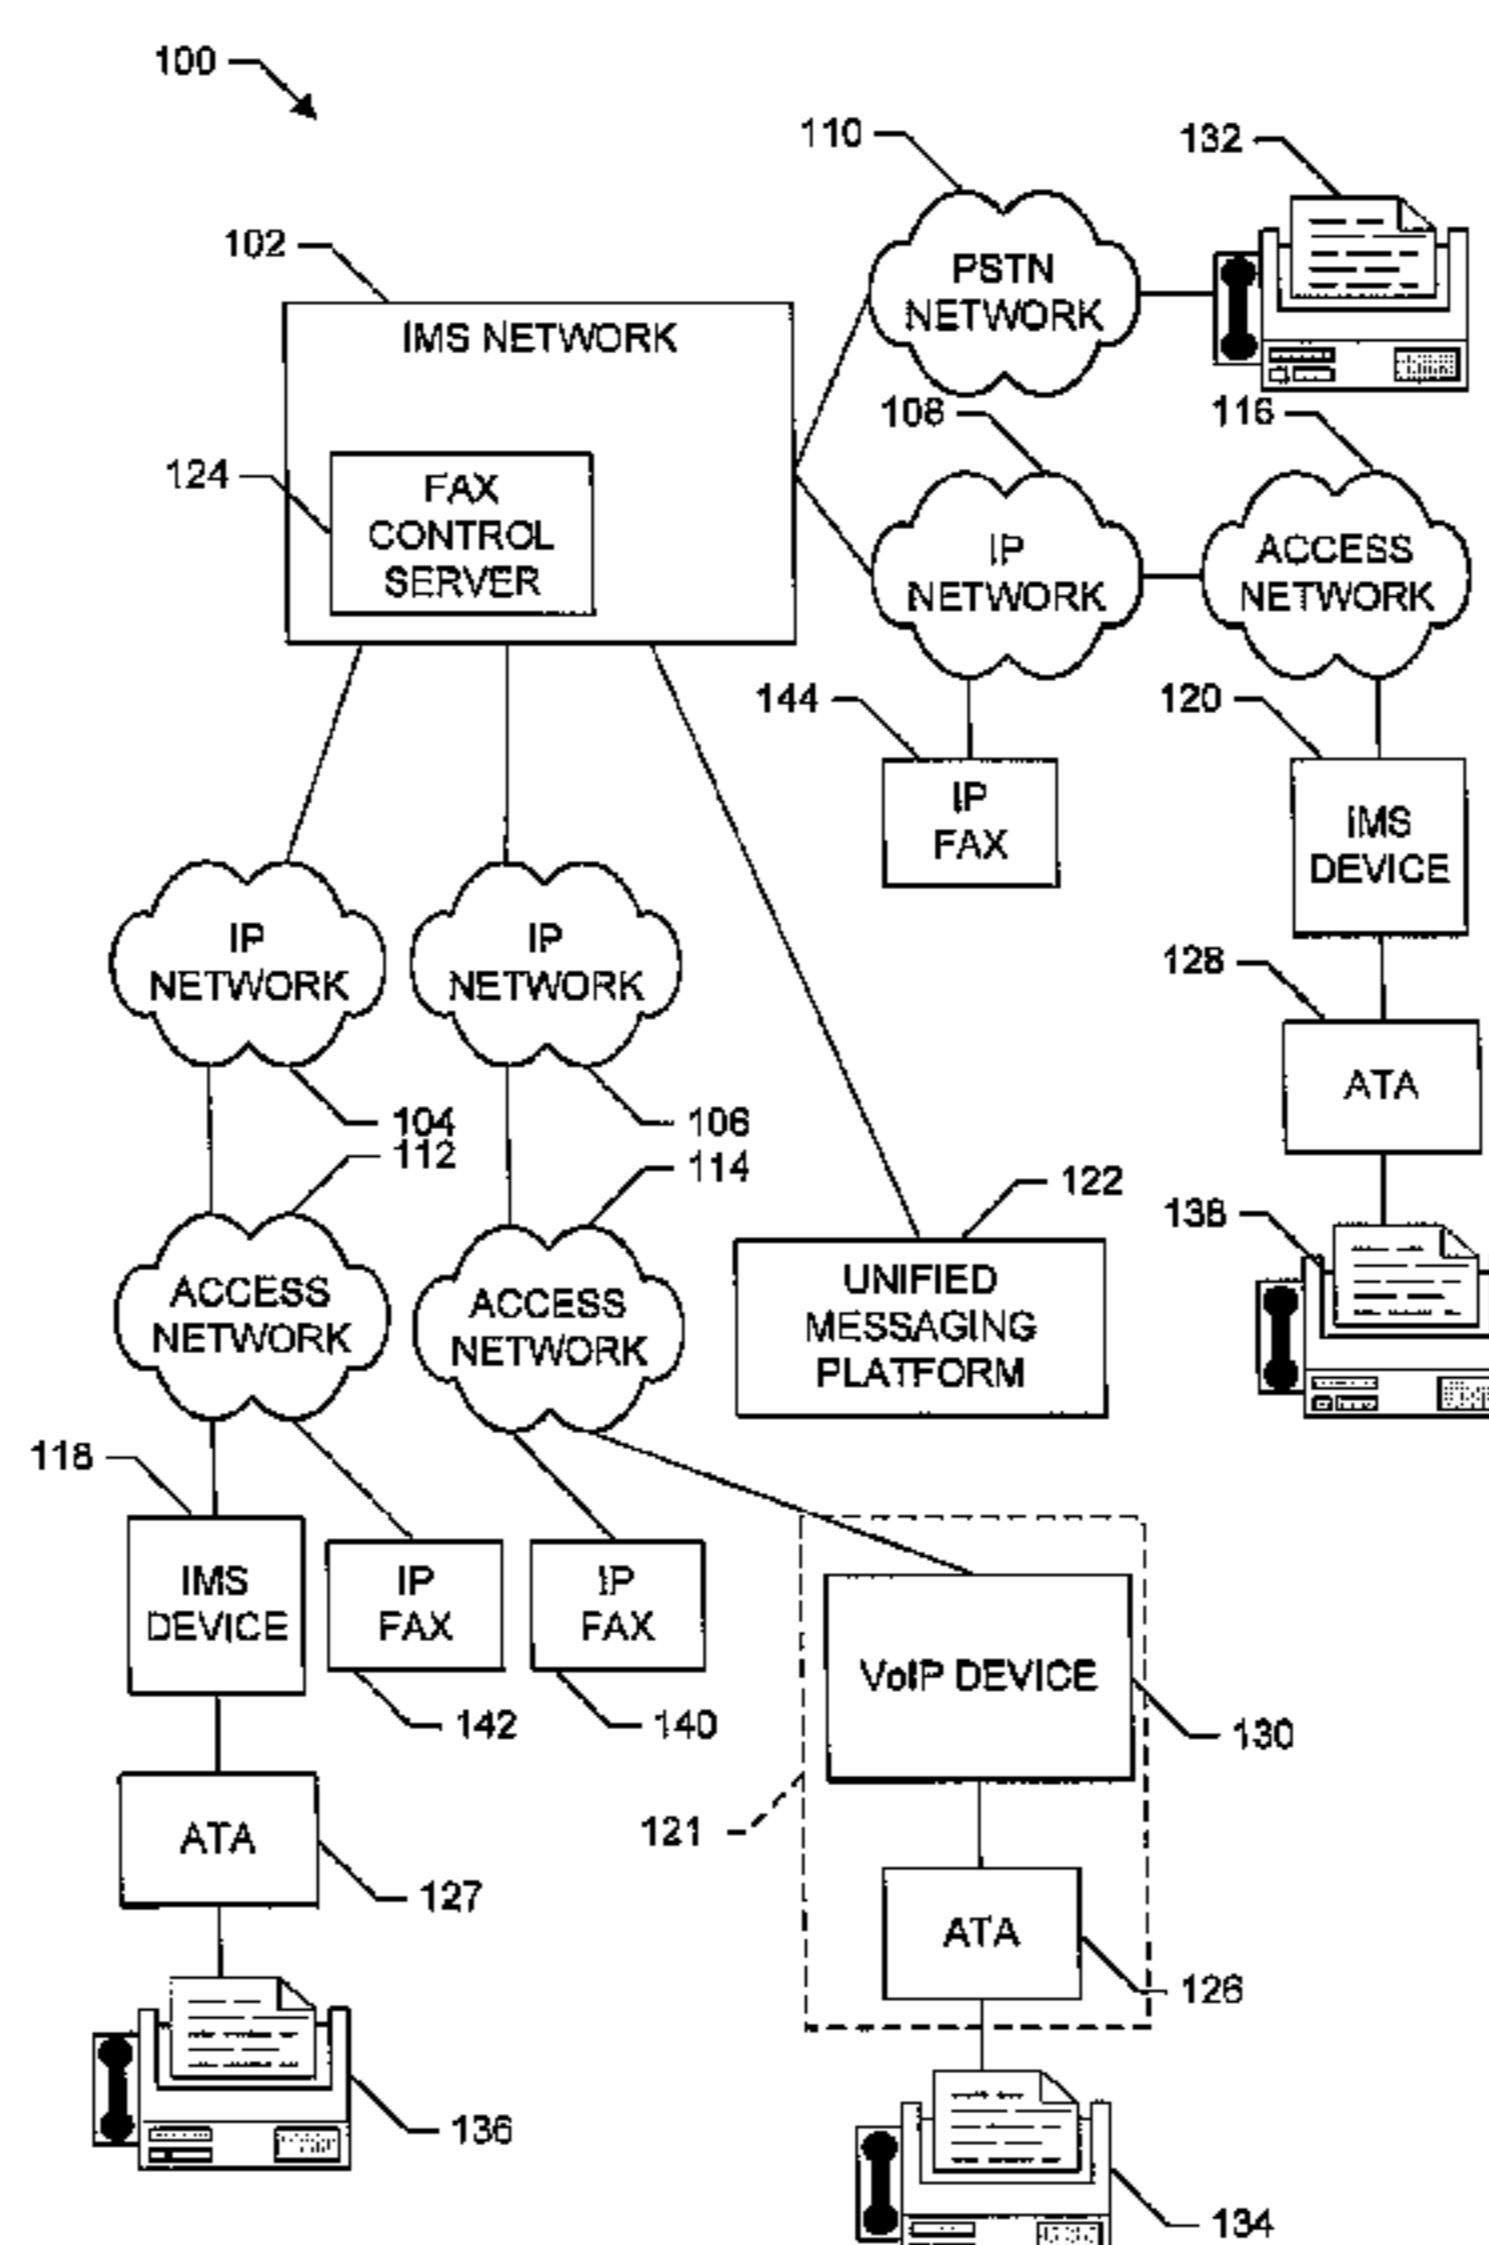 100
110
132
102
PSTN
NETWORK
IMS NETWORK
108
116
124
FAX
CONTROL
SERVER
IP
NETWORK
ACCESS
NETWORK
144
120
IP
FAX
IMS
DEVICE
IP
NETWORK
IP
NETWORK
128
ATA
104
106
112
114
122
138
ACCESS
NETWORK
ACCESS
NETWORK
UNIFIED
MESSAGING
PLATFORM
118
IMS
DEVICE
IP
FAX
IP
FAX
VoIP DEVICE
142
140
130
121
ATA
127
ATA
126
136
134